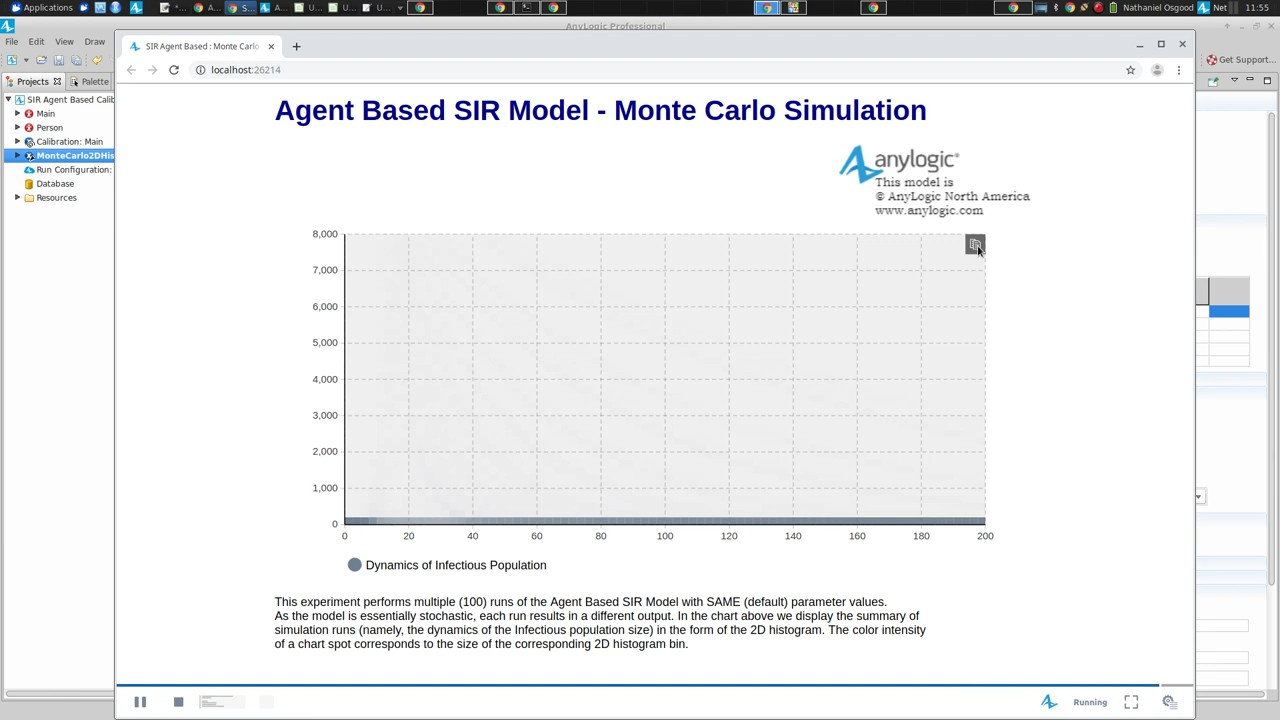 Applications
A...
S...
A...
U...
U...
U...
Nathaniel Osgood
Net
11:55
AnyLogic Professional
File Edit View Draw
Get Support...
Projects
Palette
SIR Agent Based Calib
Main
Person
Calibration: Main
MonteCarlo2DHis
Run Configuration:
Database
Resources
SIR Agent Based : Monte Carlo
localhost:26214
Agent Based SIR Model - Monte Carlo Simulation
anylogic®
This model is
© AnyLogic North America
www.anylogic.com
8,000
7,000
6,000
5,000
4,000
3,000
2,000
1,000
0
0 20 40 60 80 100 120 140 160 180 200
Dynamics of Infectious Population
This experiment performs multiple (100) runs of the Agent Based SIR Model with SAME (default) parameter values.
As the model is essentially stochastic, each run results in a different output. In the chart above we display the summary of
simulation runs (namely, the dynamics of the Infectious population size) in the form of the 2D histogram. The color intensity
of a chart spot corresponds to the size of the corresponding 2D histogram bin.
Running